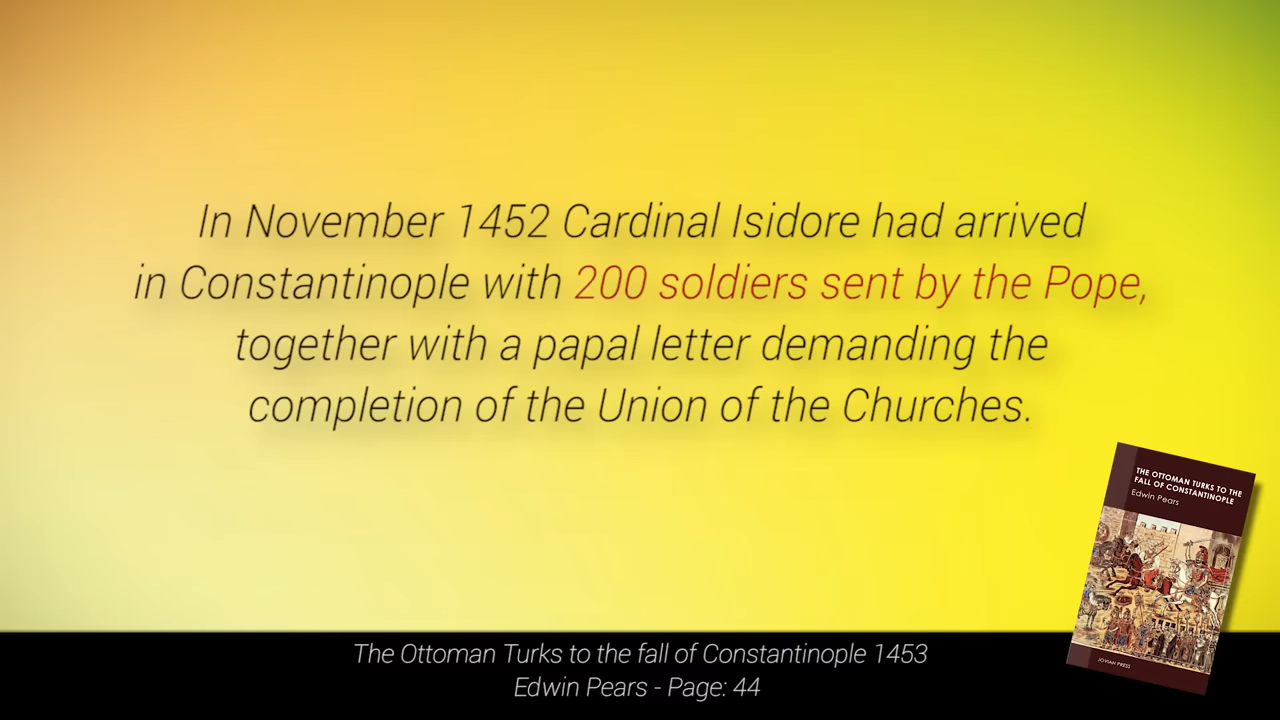 In November 1452 Cardinal Isidore had arrived
in Constantinople with 200 soldiers sent by the Pope,
together with a papal letter demanding the
completion of the Union of the Churches.
THE OTTOMAN TURKS TO THE
FALL OF CONSTANTINOPLE
Edwin Pears
JOVIAN PRESS
The Ottoman Turks to the fall of Constantinople 1453
Edwin Pears - Page: 44